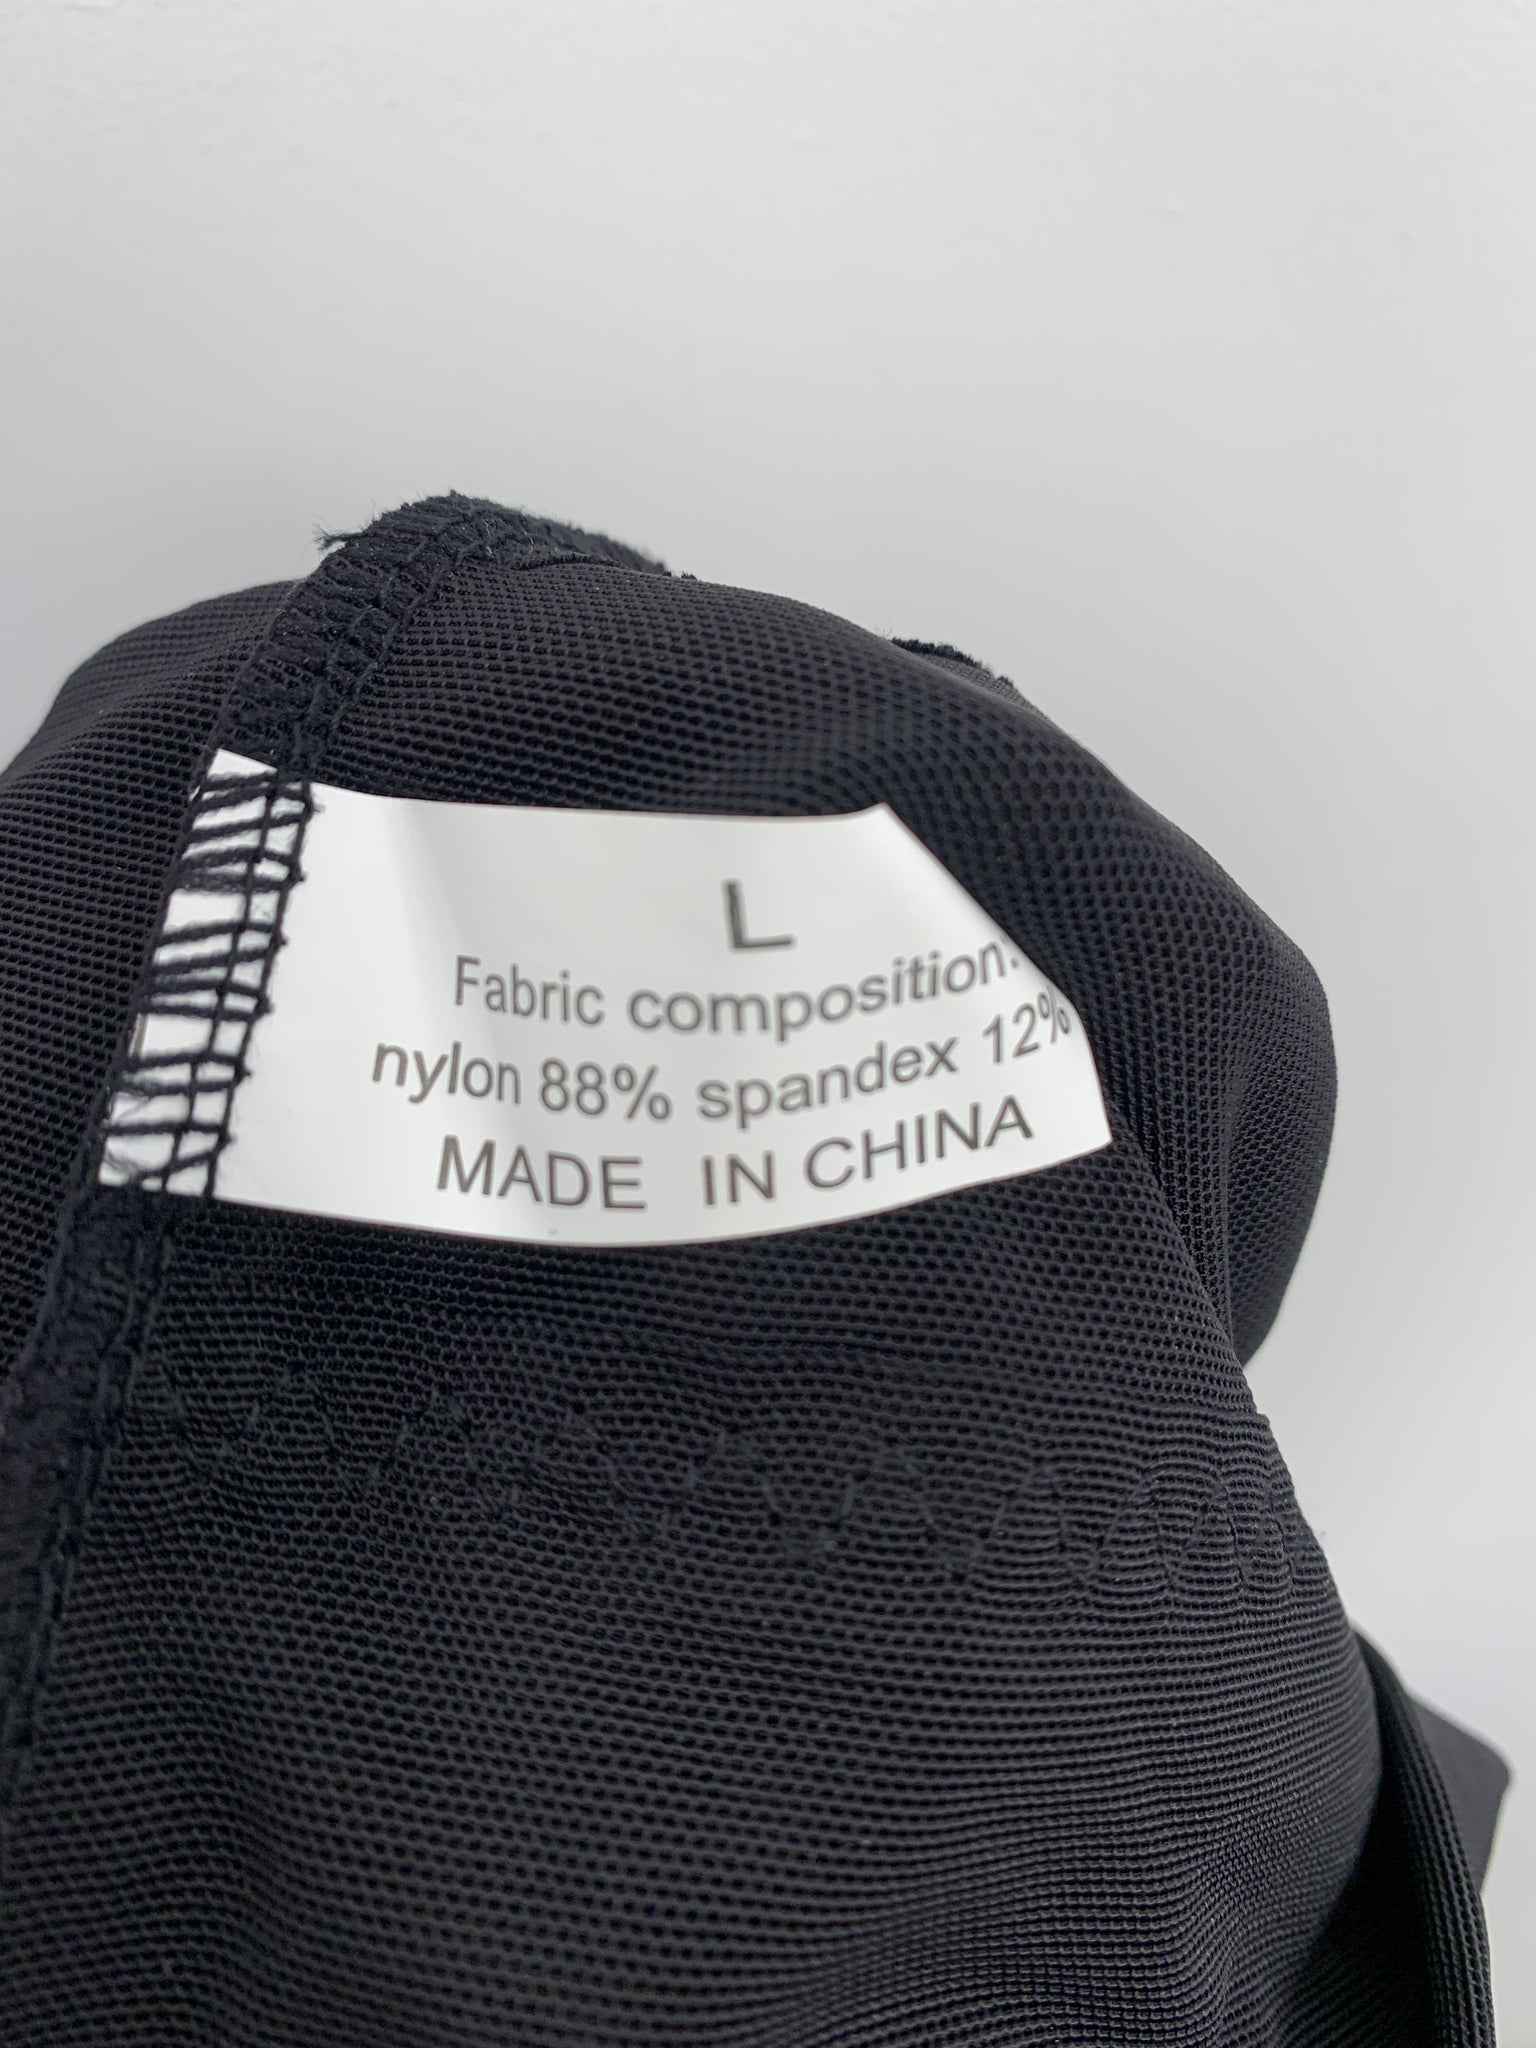 L
Fabric composition:
nylon 88% spandex 12%
MADE IN CHINA